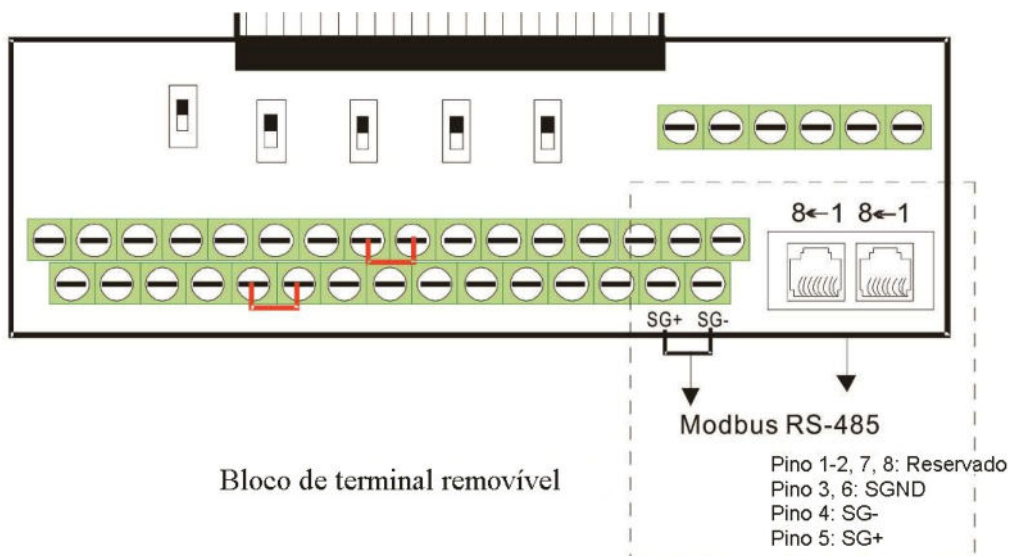 8←1 8←1
SG+ SG-
Modbus RS-485
Bloco de terminal removível
Pino 1-2, 7, 8: Reservado
Pino 3, 6: SGND
Pino 4: SG-
Pino 5: SG+